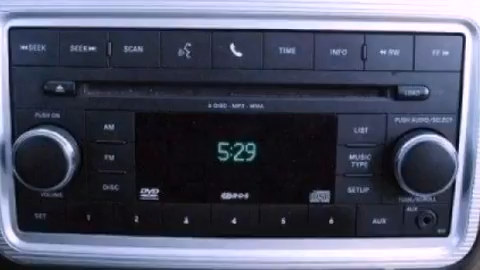 SEEK SEEK SCAN TIME INFO RW FF
LOAD
6 DISC - MP3 - WMA
PUSH ON
PUSH AUDIO/SELECT
AM
LIST
5:29
FM
MUSIC TYPE
DISC
DVD
disc
SETUP
VOLUME
TUNE/SCROLL
SET 1 2 3 4 5 6 AUX
AUX